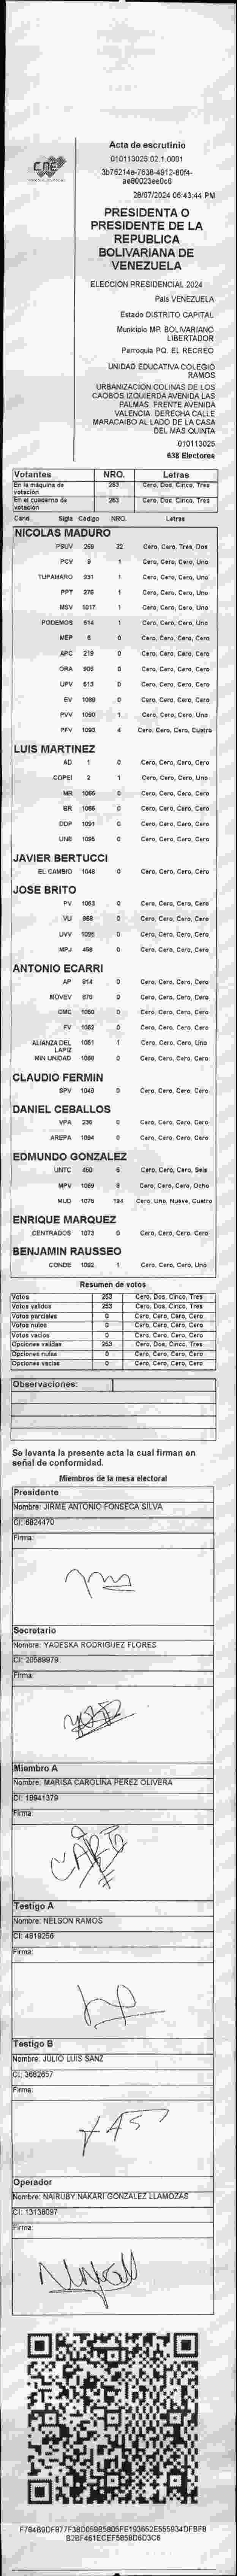 CNE
Acta de escrutinio
010113025.02.1.0001
3b76214e-7638-4912-80f4-
ae80023ee0c8
28/07/2024 06:43:44 PM
PRESIDENTA O
PRESIDENTE DE LA
REPUBLICA
BOLIVARIANA DE
VENEZUELA
ELECCIÓN PRESIDENCIAL 2024
País VENEZUELA
Estado DISTRITO CAPITAL
Municipio MP. BOLIVARIANO
LIBERTADOR
Parroquia PQ. EL RECREO
UNIDAD EDUCATIVA COLEGIO
RAMOS
URBANIZACION COLINAS DE LOS
CAOBOS IZQUIERDA AVENIDA LAS
PALMAS. FRENTE AVENIDA
VALENCIA. DERECHA CALLE
MARACAIBO AL LADO DE LA CASA
DEL MAS QUINTA
010113025
638 Electores
Votantes NRO. Letras
En la máquina de votación 253 Cero, Dos, Cinco, Tres
En el cuaderno de votación 253 Cero, Dos, Cinco, Tres
Cand. Sigla Código NRO. Letras
NICOLAS MADURO
PSUV 269 32 Cero, Cero, Tres, Dos
PCV 9 1 Cero, Cero, Cero, Uno
TUPAMARO 931 1 Cero, Cero, Cero, Uno
PPT 276 1 Cero, Cero, Cero, Uno
MSV 1017 1 Cero, Cero, Cero, Uno
PODEMOS 614 1 Cero, Cero, Cero, Uno
MEP 6 0 Cero, Cero, Cero, Cero
APC 219 0 Cero, Cero, Cero, Cero
ORA 906 0 Cero, Cero, Cero, Cero
UPV 613 0 Cero, Cero, Cero, Cero
EV 1089 0 Cero, Cero, Cero, Cero
PVV 1090 1 Cero, Cero, Cero, Uno
PFV 1093 4 Cero, Cero, Cero, Cuatro
LUIS MARTINEZ
AD 1 0 Cero, Cero, Cero, Cero
COPEI 2 1 Cero, Cero, Cero, Uno
MR 1065 0 Cero, Cero, Cero, Cero
BR 1066 0 Cero, Cero, Cero, Cero
DDP 1091 0 Cero, Cero, Cero, Cero
UNE 1095 0 Cero, Cero, Cero, Cero
JAVIER BERTUCCI
EL CAMBIO 1048 0 Cero, Cero, Cero, Cero
JOSE BRITO
PV 1063 0 Cero, Cero, Cero, Cero
VU 968 0 Cero, Cero, Cero, Cero
UVV 1096 0 Cero, Cero, Cero, Cero
MPJ 458 0 Cero, Cero, Cero, Cero
ANTONIO ECARRI
AP 914 0 Cero, Cero, Cero, Cero
MOVEV 879 0 Cero, Cero, Cero, Cero
CMC 1060 0 Cero, Cero, Cero, Cero
FV 1062 0 Cero, Cero, Cero, Cero
ALIANZA DEL LAPIZ 1051 1 Cero, Cero, Cero, Uno
MIN UNIDAD 1056 0 Cero, Cero, Cero, Cero
CLAUDIO FERMIN
SPV 1049 0 Cero, Cero, Cero, Cero
DANIEL CEBALLOS
VPA 236 0 Cero, Cero, Cero, Cero
AREPA 1094 0 Cero, Cero, Cero, Cero
EDMUNDO GONZALEZ
UNTC 450 6 Cero, Cero, Cero, Seis
MPV 1069 8 Cero, Cero, Cero, Ocho
MUD 1076 194 Cero, Uno, Nueve, Cuatro
ENRIQUE MARQUEZ
CENTRADOS 1073 0 Cero, Cero, Cero, Cero
BENJAMIN RAUSSEO
CONDE 1092 1 Cero, Cero, Cero, Uno
Resumen de votos
Votos 253 Cero, Dos, Cinco, Tres
Votos validos 253 Cero, Dos, Cinco, Tres
Votos parciales 0 Cero, Cero, Cero, Cero
Votos nulos 0 Cero, Cero, Cero, Cero
Votos vacios 0 Cero, Cero, Cero, Cero
Opciones validas 253 Cero, Dos, Cinco, Tres
Opciones nulas 0 Cero, Cero, Cero, Cero
Opciones vacias 0 Cero, Cero, Cero, Cero
Observaciones:
Se levanta la presente acta la cual firman en
señal de conformidad.
Miembros de la mesa electoral
Presidente
Nombre: JIRME ANTONIO FONSECA SILVA
CI: 6824470
Firma:
Secretario
Nombre: YADESKA RODRIGUEZ FLORES
CI: 20589979
Firma:
Miembro A
Nombre: MARISA CAROLINA PEREZ OLIVERA
CI: 18941379
Firma:
Testigo A
Nombre: NELSON RAMOS
CI: 4819256
Firma:
Testigo B
Nombre: JULIO LUIS SANZ
CI: 3682657
Firma:
Operador
Nombre: NAIRUBY NAKARI GONZALEZ LLAMOZAS
CI: 13138097
Firma: